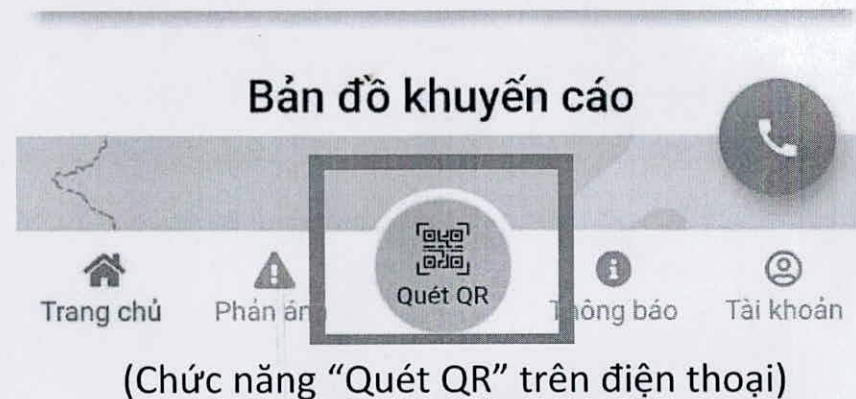 Bản đồ khuyến cáo
Quét QR
Trang chủ Phản án Thông báo Tài khoản
(Chức năng “Quét QR” trên điện thoại)